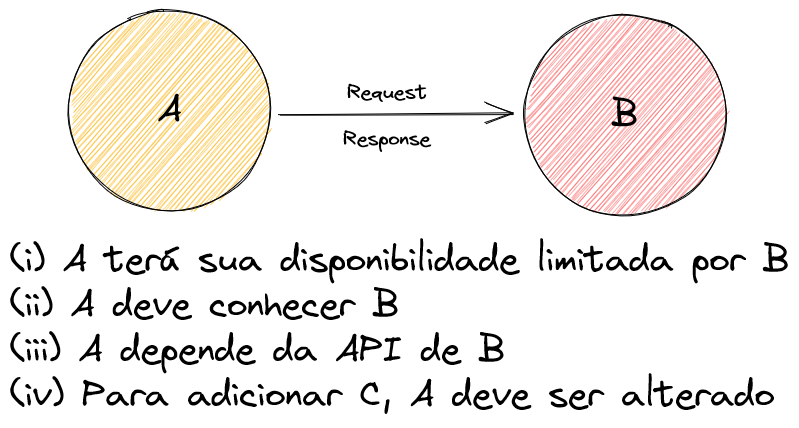 A
Request
Response
B
(i) A terá sua disponibilidade limitada por B
(ii) A deve conhecer B
(iii) A depende da API de B
(iv) Para adicionar C, A deve ser alterado